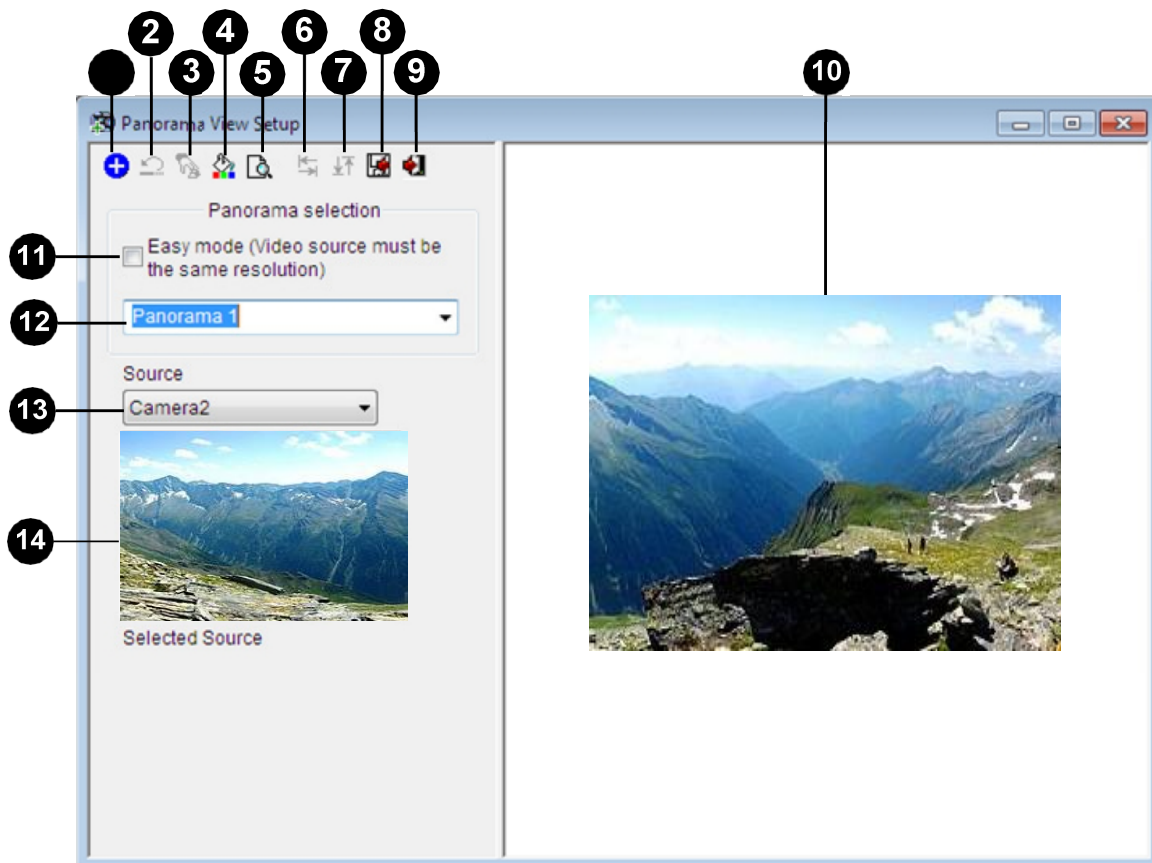 2
4
6
8
3
5
7
9
10
Panorama View Setup
Panorama selection
11
Easy mode (Video source must be
the same resolution)
12
Panorama 1
Source
13
Camera2
14
Selected Source